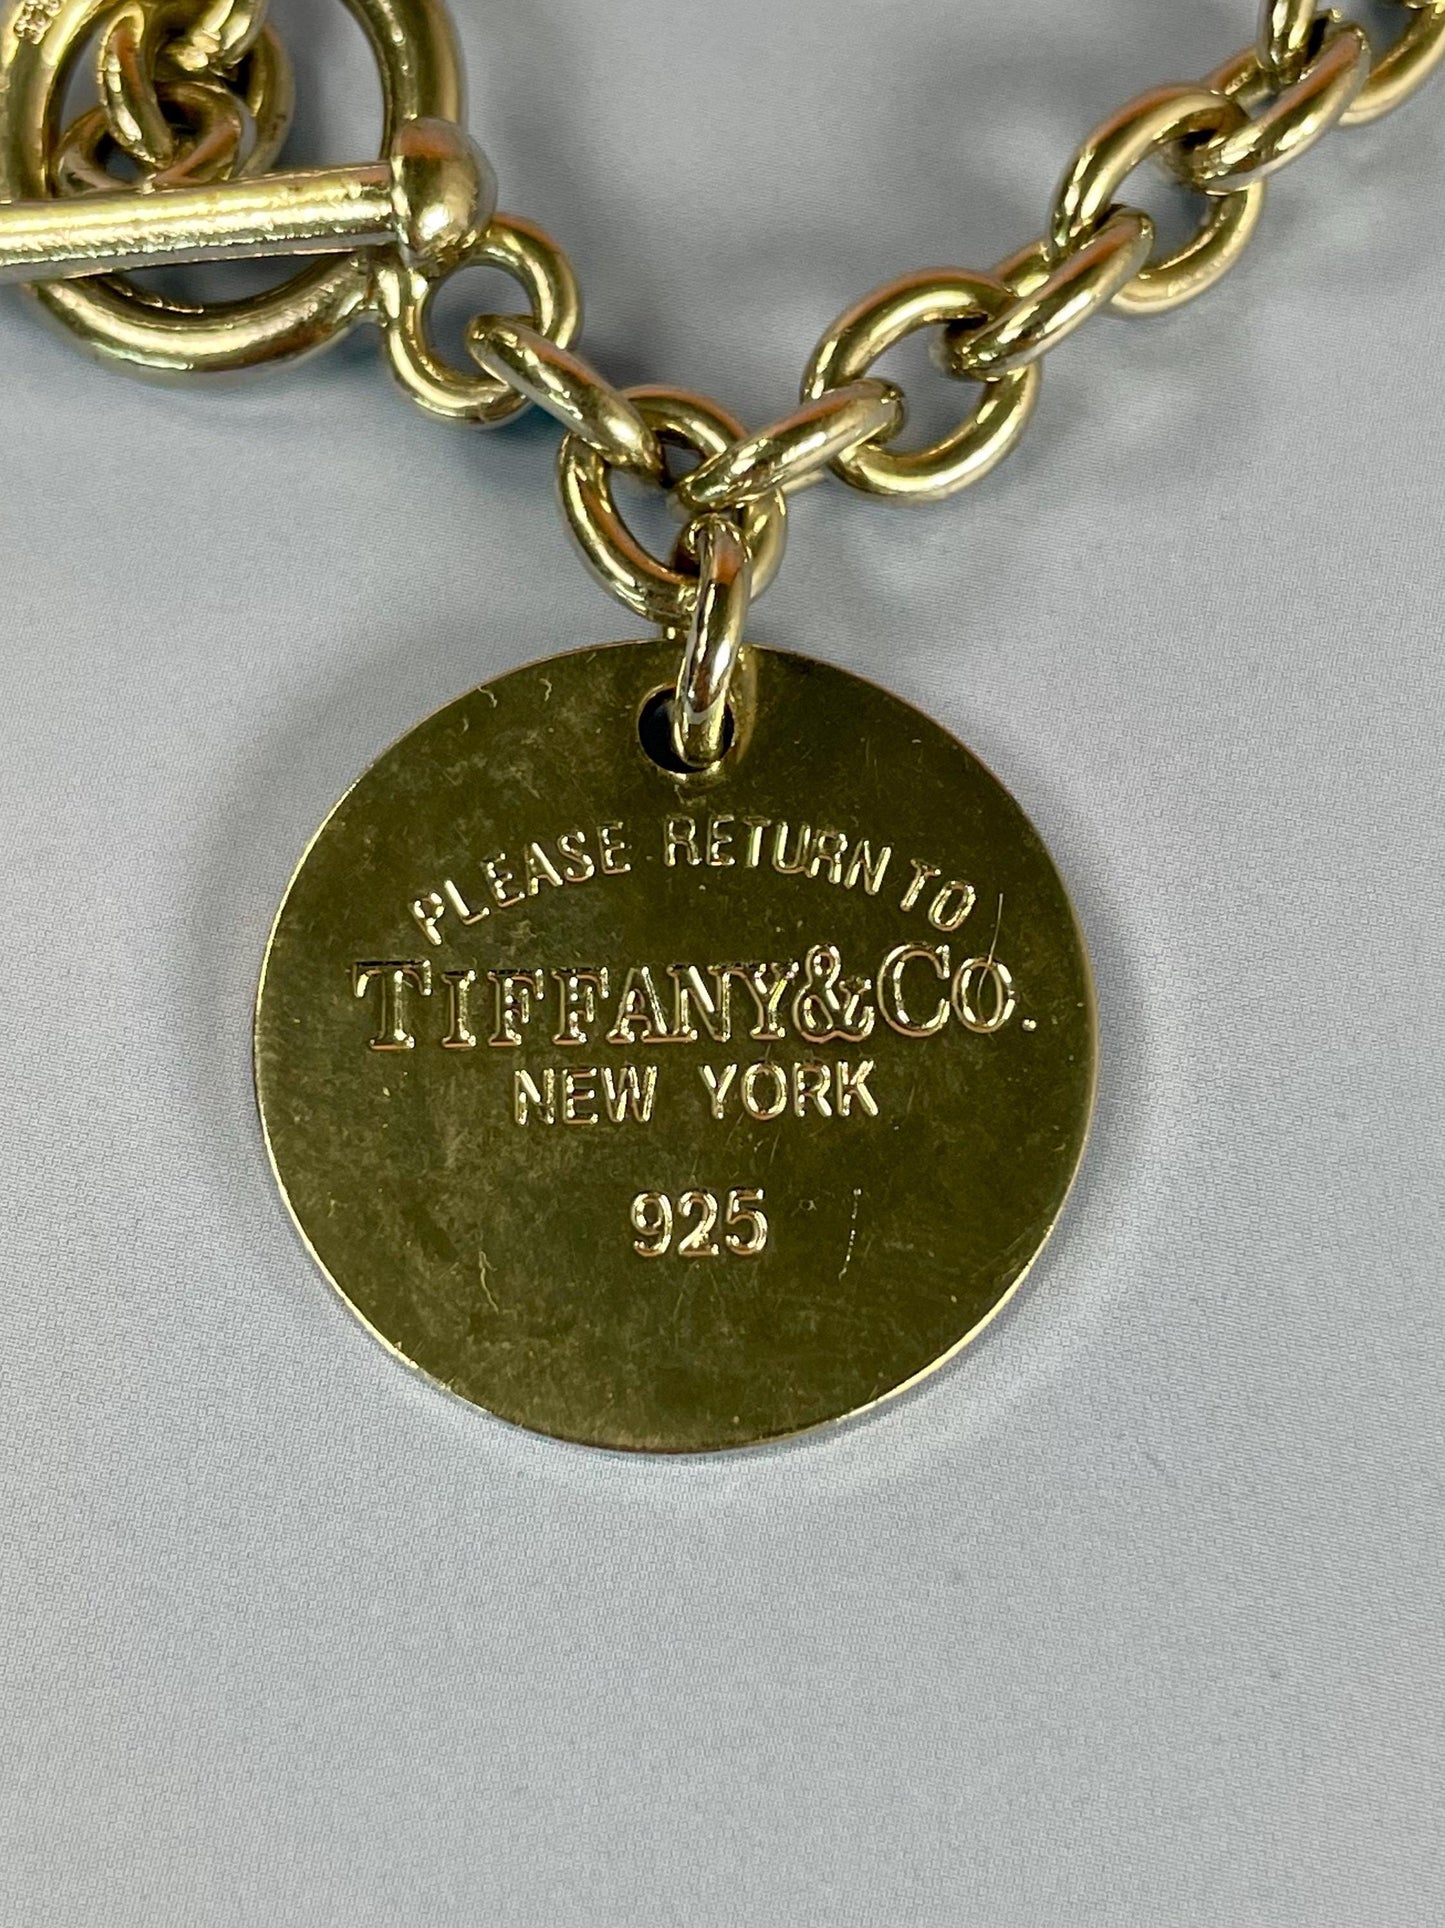 PLEASE RETURN TO
TIFFANY&CO.
NEW YORK
925